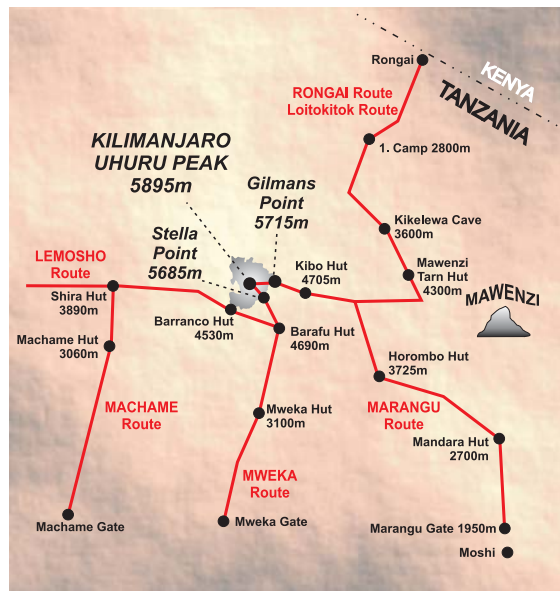 Rongai
KENYA
TANZANIA
RONGAI Route
Loitokitok Route
1. Camp 2800m
KILIMANJARO
UHURU PEAK
5895m
Gilmans
Point
5715m
Stella
Point
5685m
Kikelewa Cave
3600m
LEMOSHO
Route
Kibo Hut
4705m
Mawenzi
Tarn Hut
4300m
MAWENZI
Shira Hut
3890m
Barranco Hut
4530m
Barafu Hut
4690m
Machame Hut
3060m
Horombo Hut
3725m
MACHAME
Route
Mweka Hut
3100m
MARANGU
Route
Mandara Hut
2700m
MWEKA
Route
Machame Gate
Mweka Gate
Marangu Gate 1950m
Moshi